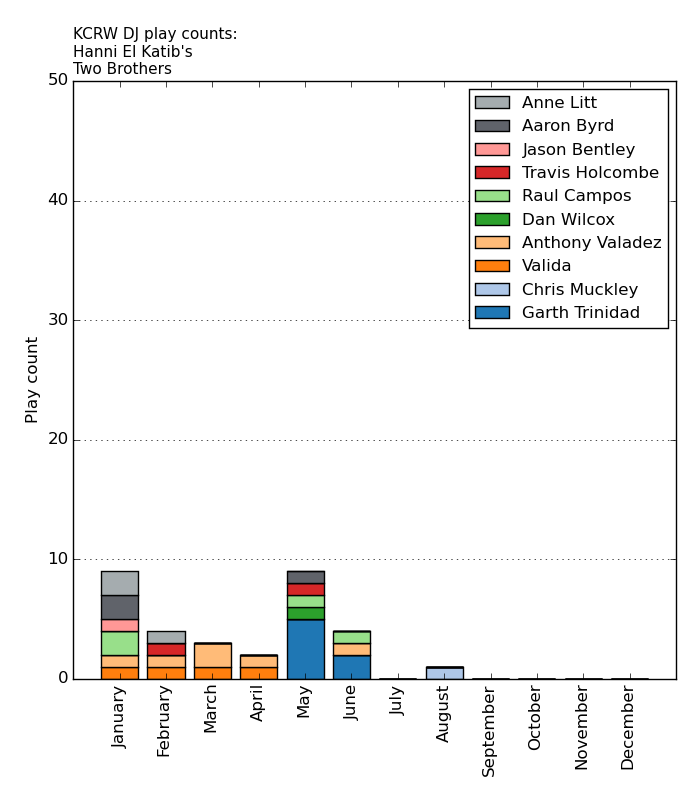 KCRW DJ play counts:
Hanni El Katib's
Two Brothers
50
40
30
20
10
0
Play count
Anne Litt
Aaron Byrd
Jason Bentley
Travis Holcombe
Raul Campos
Dan Wilcox
Anthony Valadez
Valida
Chris Muckley
Garth Trinidad
January
February
March
April
May
June
July
August
September
October
November
December